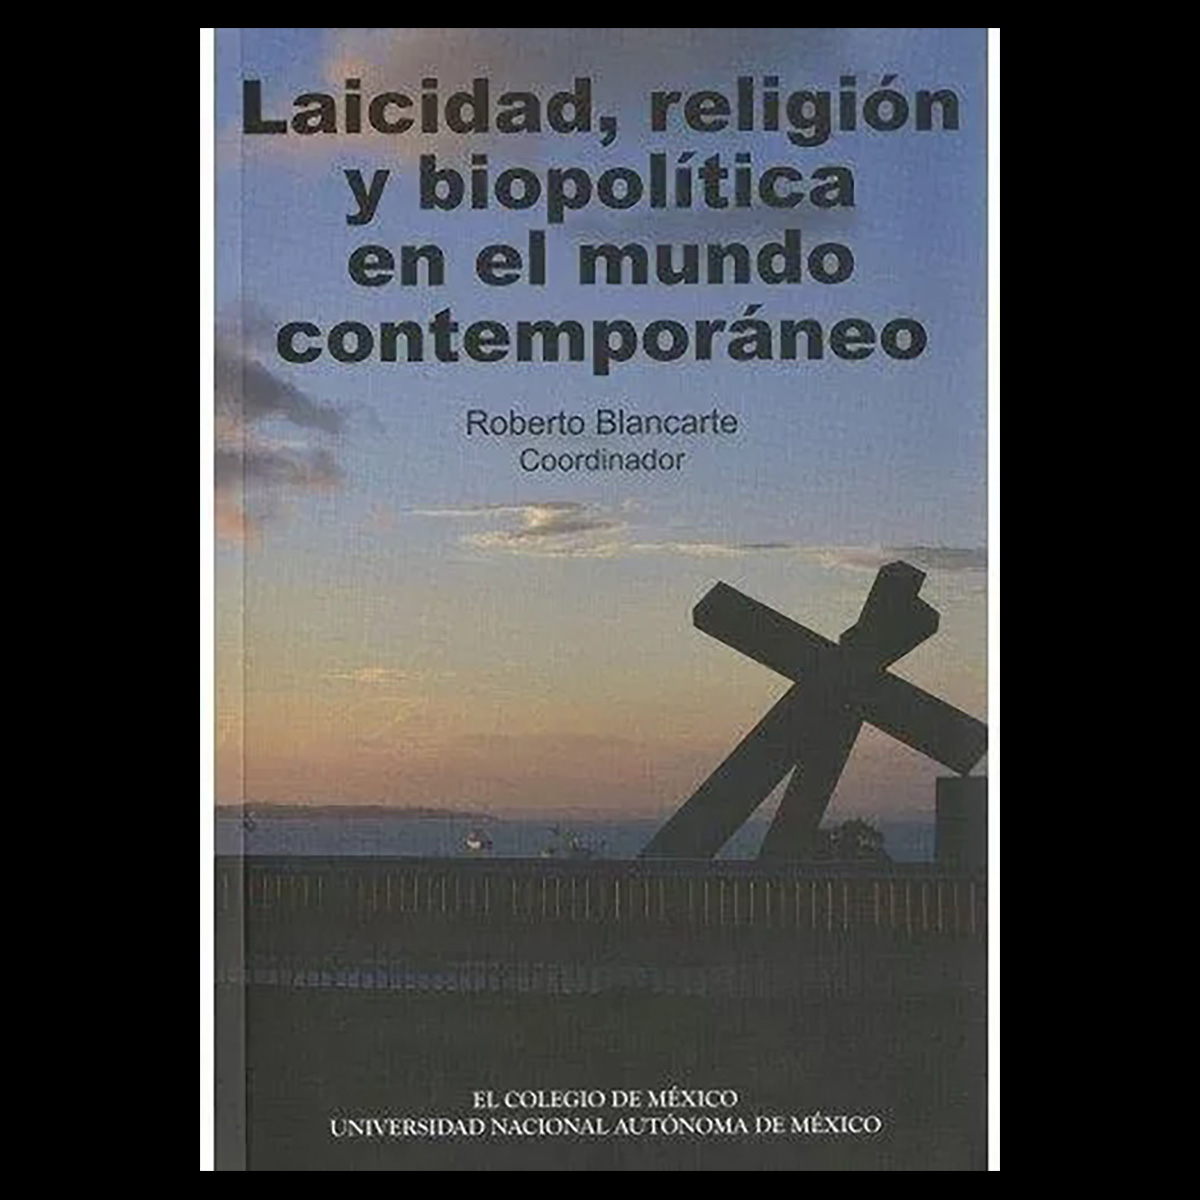 Laicidad, religión
y biopolítica
en el mundo
contemporáneo
Roberto Blancarte
Coordinador
EL COLEGIO DE MÉXICO
UNIVERSIDAD NACIONAL AUTÓNOMA DE MÉXICO